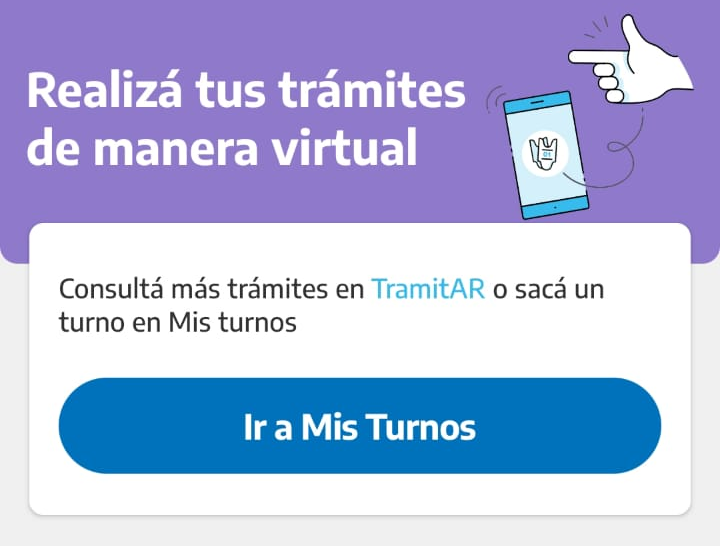 Realizá tus trámites
de manera virtual
Consultá más trámites en TramitAR o sacá un
turno en Mis turnos
Ir a Mis Turnos